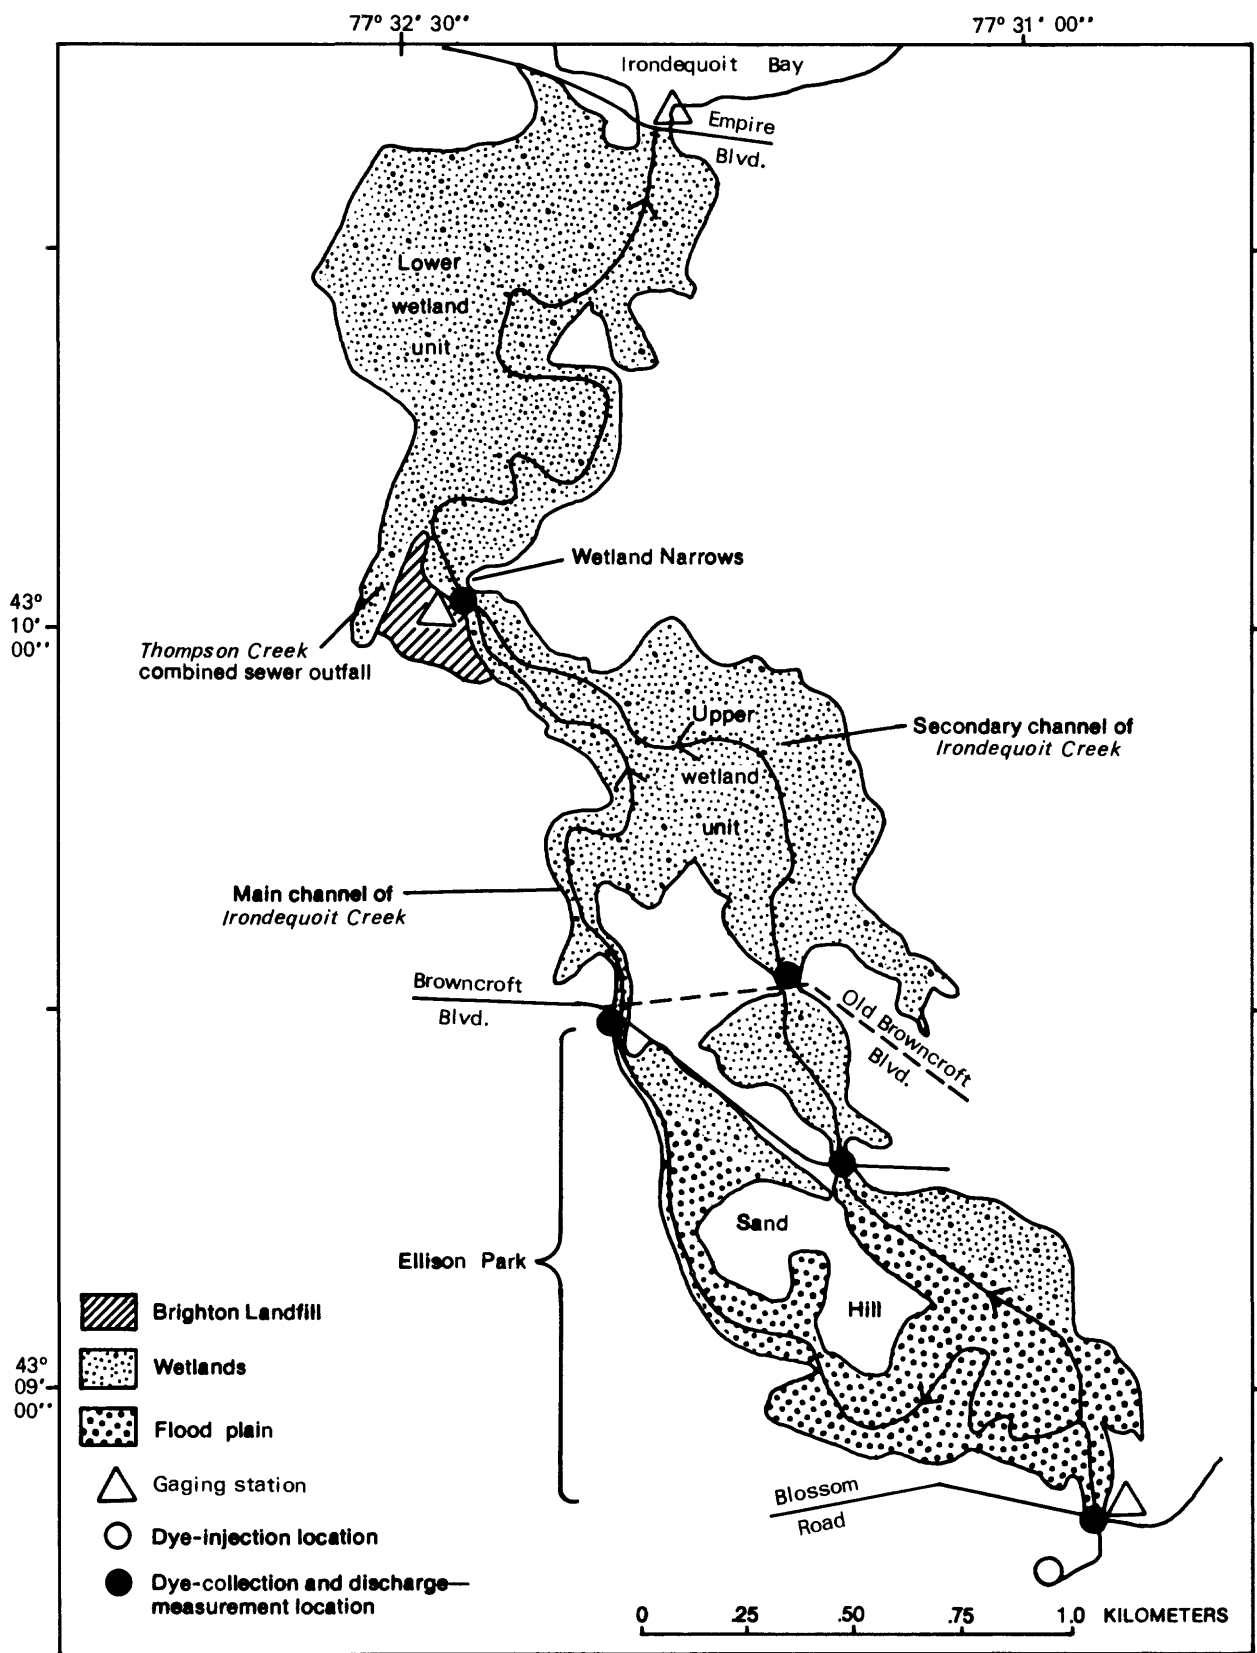 77° 32' 30''
77° 31' 00''
Irondequoit Bay
Empire
Blvd.
Lower
wetland
unit
Wetland Narrows
43°
10'
00''
Thompson Creek
combined sewer outfall
Upper
wetland
unit
Secondary channel of
Irondequoit Creek
Main channel of
Irondequoit Creek
Browncroft
Blvd.
Old Browncroft
Blvd.
Sand
Hill
Ellison Park
43°
09'
00''
Brighton Landfill
Wetlands
Flood plain
Gaging station
Dye-injection location
Dye-collection and discharge—
measurement location
Blossom
Road
0 .25 .50 .75 1.0 KILOMETERS